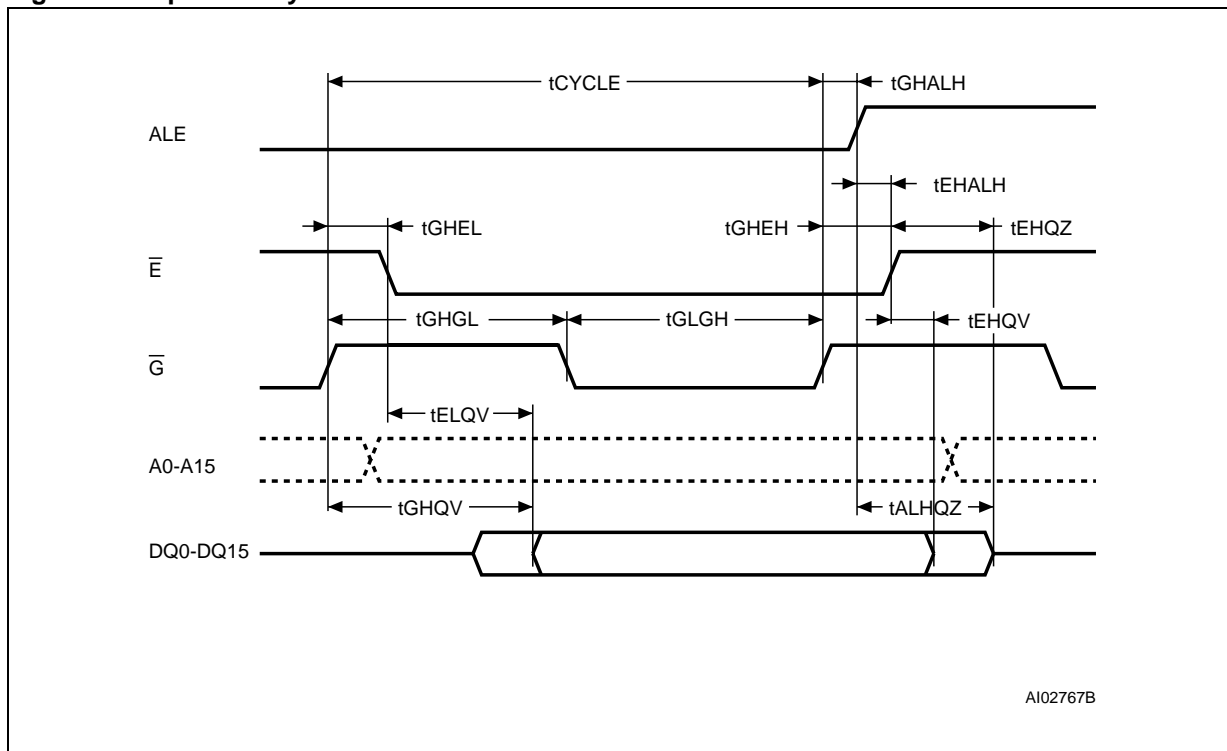 tCYCLE
tGHALH
ALE
tEHALH
tGHEL
tGHEH
tEHQZ
E
tGHGL
tGLGH
tEHQV
G
tELQV
A0-A15
tGHQV
tALHQZ
DQ0-DQ15
AI02767B